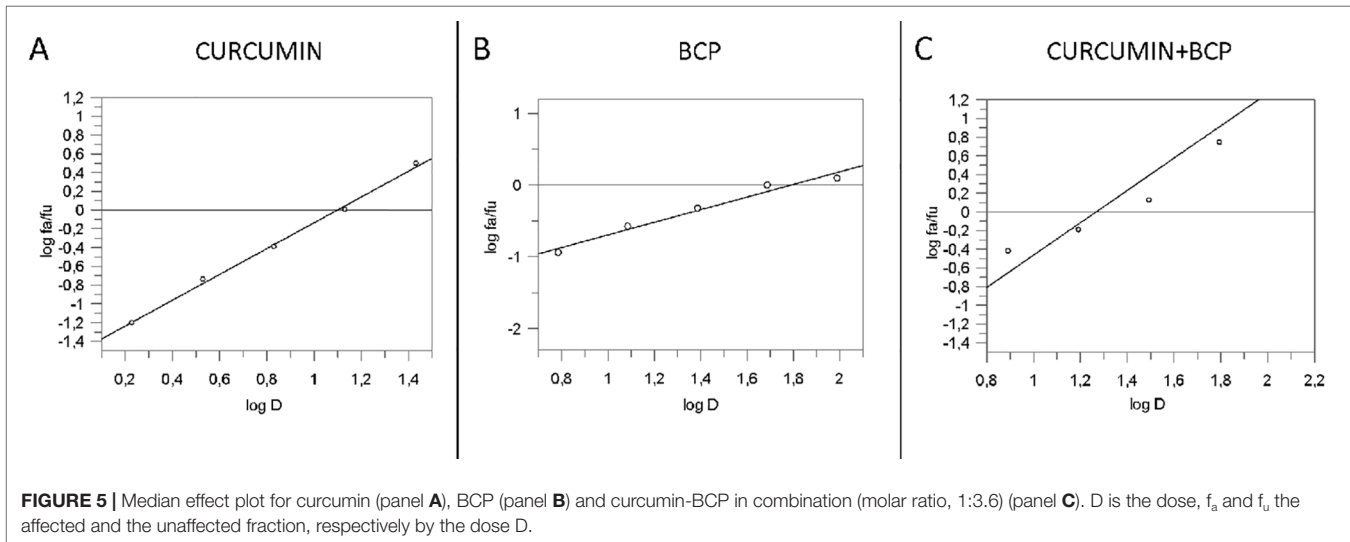 A
CURCUMIN
1,2
1
0,8
0,6
0,4
0,2
0
-0,2
-0,4
-0,6
-0,8
-1
-1,2
-1,4
log fa/fu
0,2 0,4 0,6 0,8 1 1,2 1,4
log D
B
BCP
1
0
-1
-2
log fa/fu
0,8 1 1,2 1,4 1,6 1,8 2
log D
C
CURCUMIN+BCP
1,2
1
0,8
0,6
0,4
0,2
0
-0,2
-0,4
-0,6
-0,8
-1
-1,2
-1,4
log fa/fu
0,8 1 1,2 1,4 1,6 1,8 2 2,2
log D
FIGURE 5 | Median effect plot for curcumin (panel A), BCP (panel B) and curcumin-BCP in combination (molar ratio, 1:3.6) (panel C). D is the dose, fa and fu the
affected and the unaffected fraction, respectively by the dose D.